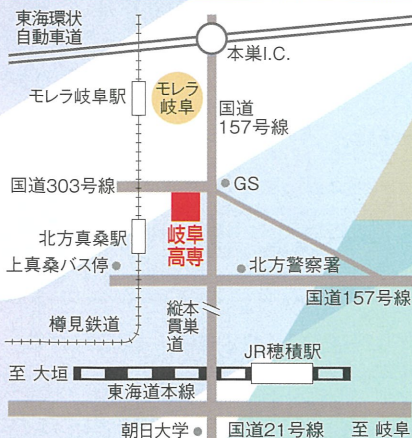 東海環状
自動車道
本巣I.C.
モレラ岐阜駅
モレラ
岐阜
国道
157号線
国道303号線
GS
岐阜
高専
北方真桑駅
上真桑バス停
北方警察署
国道157号線
樽見鉄道
本巣
縦貫道
JR穂積駅
至 大垣
東海道本線
朝日大学
国道21号線
至 岐阜